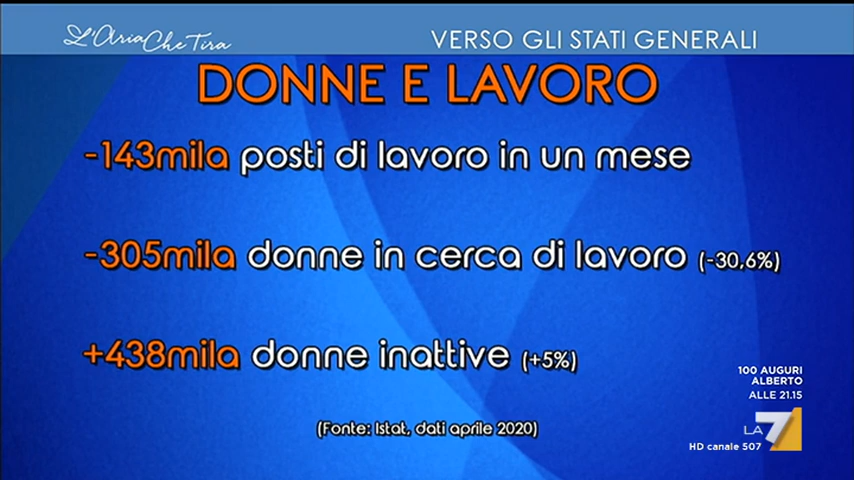 L'Aria Che Tira
VERSO GLI STATI GENERALI
DONNE E LAVORO
-143mila posti di lavoro in un mese
-305mila donne in cerca di lavoro (-30,6%)
+438mila donne inattive (+5%)
(Fonte: Istat, dati aprile 2020)
100 AUGURI
ALBERTO
ALLE 21.15
LA7
HD canale 507